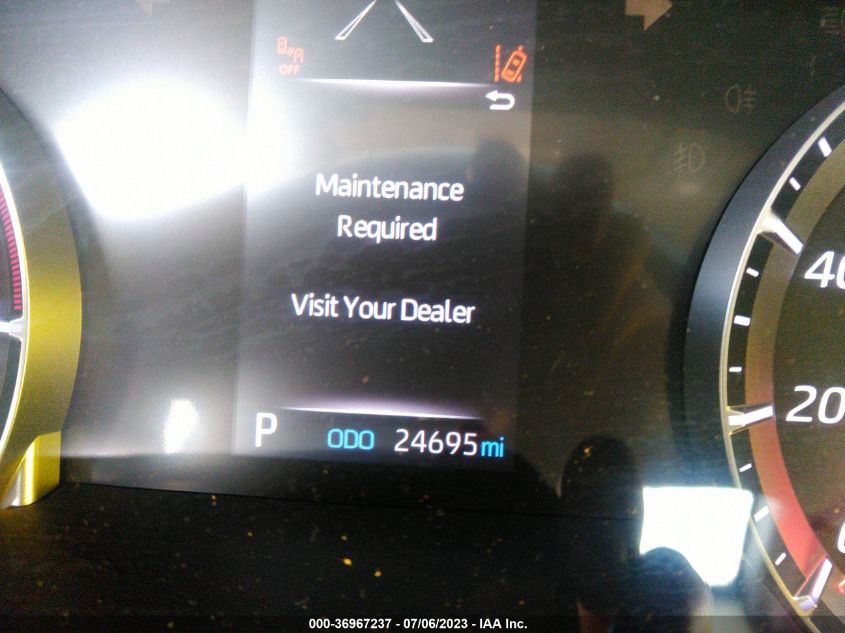 OFF
Maintenance
Required
Visit Your Dealer
P ODO 24695 mi
40
20
000-36967237 - 07/06/2023 - IAA Inc.